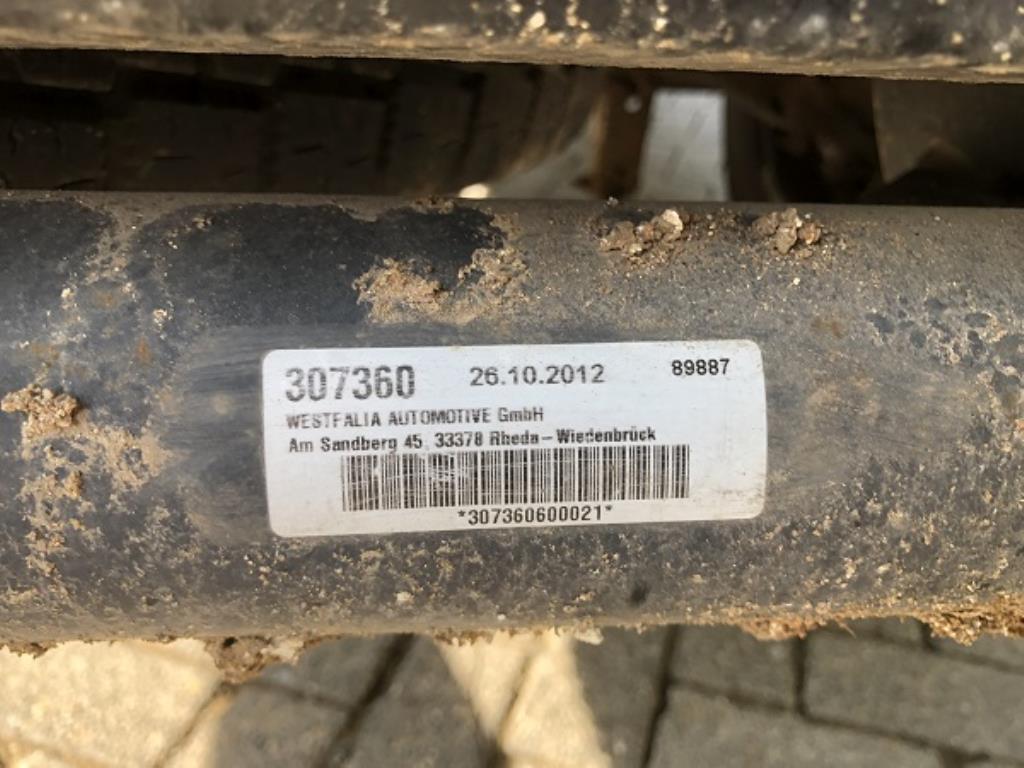 307360 26.10.2012 89887
WESTFALIA AUTOMOTIVE GmbH
Am Sandberg 45, 33378 Rheda-Wiedenbrück
*307360600021*